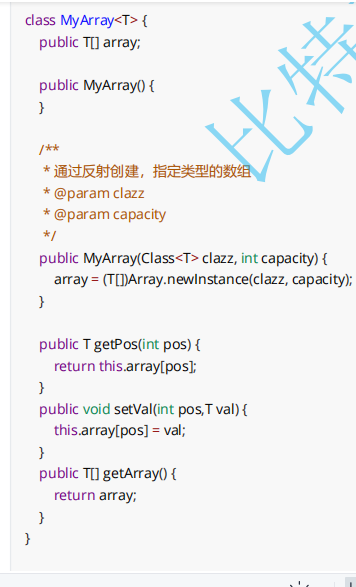 class MyArray<T> {
public T[] array;
public MyArray() {
}
/**
* 通过反射创建，指定类型的数组
* @param clazz
* @param capacity
*/
public MyArray(Class<T> clazz, int capacity) {
array = (T[])Array.newInstance(clazz, capacity);
}
public T getPos(int pos) {
return this.array[pos];
}
public void setVal(int pos,T val) {
this.array[pos] = val;
}
public T[] getArray() {
return array;
}
}
比特